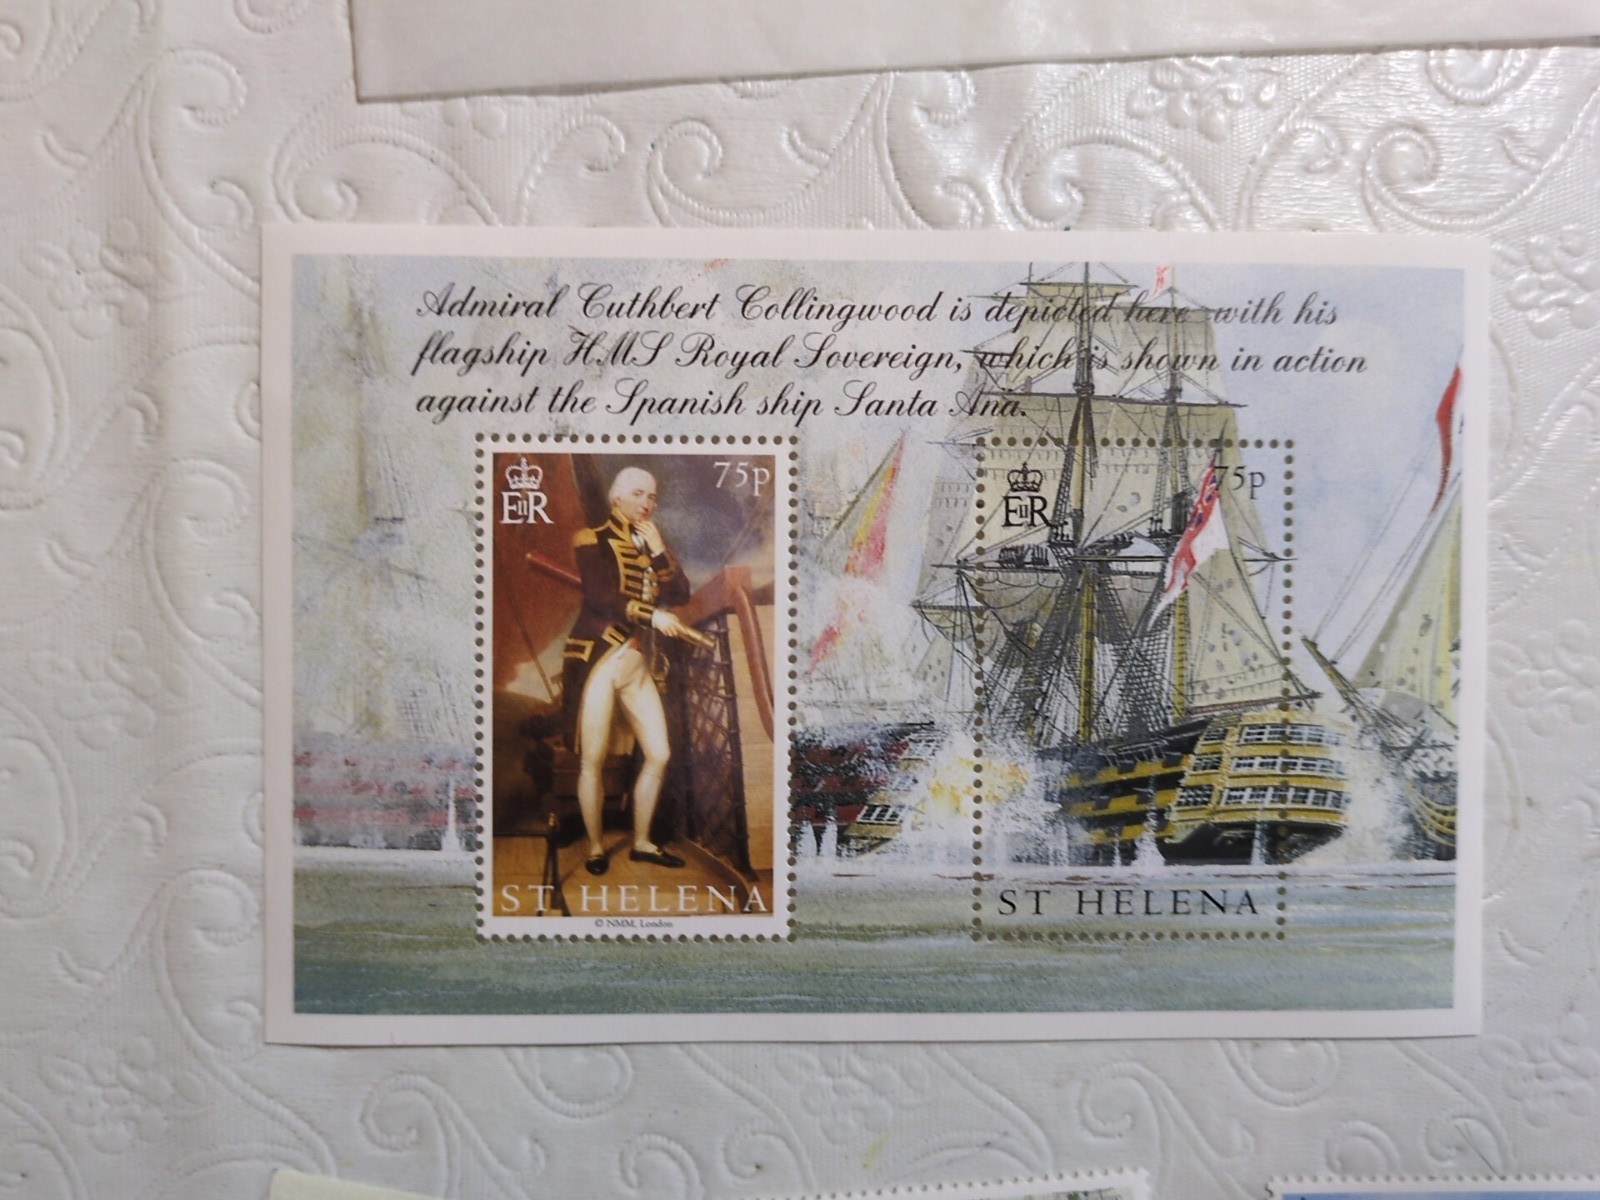 Admiral Cuthbert Collingwood is depicted here with his
flagship HMS Royal Sovereign, which is shown in action
against the Spanish ship Santa Ana.
EIIR
75p
ST HELENA
© NMM, London
EIIR
75p
ST HELENA
S